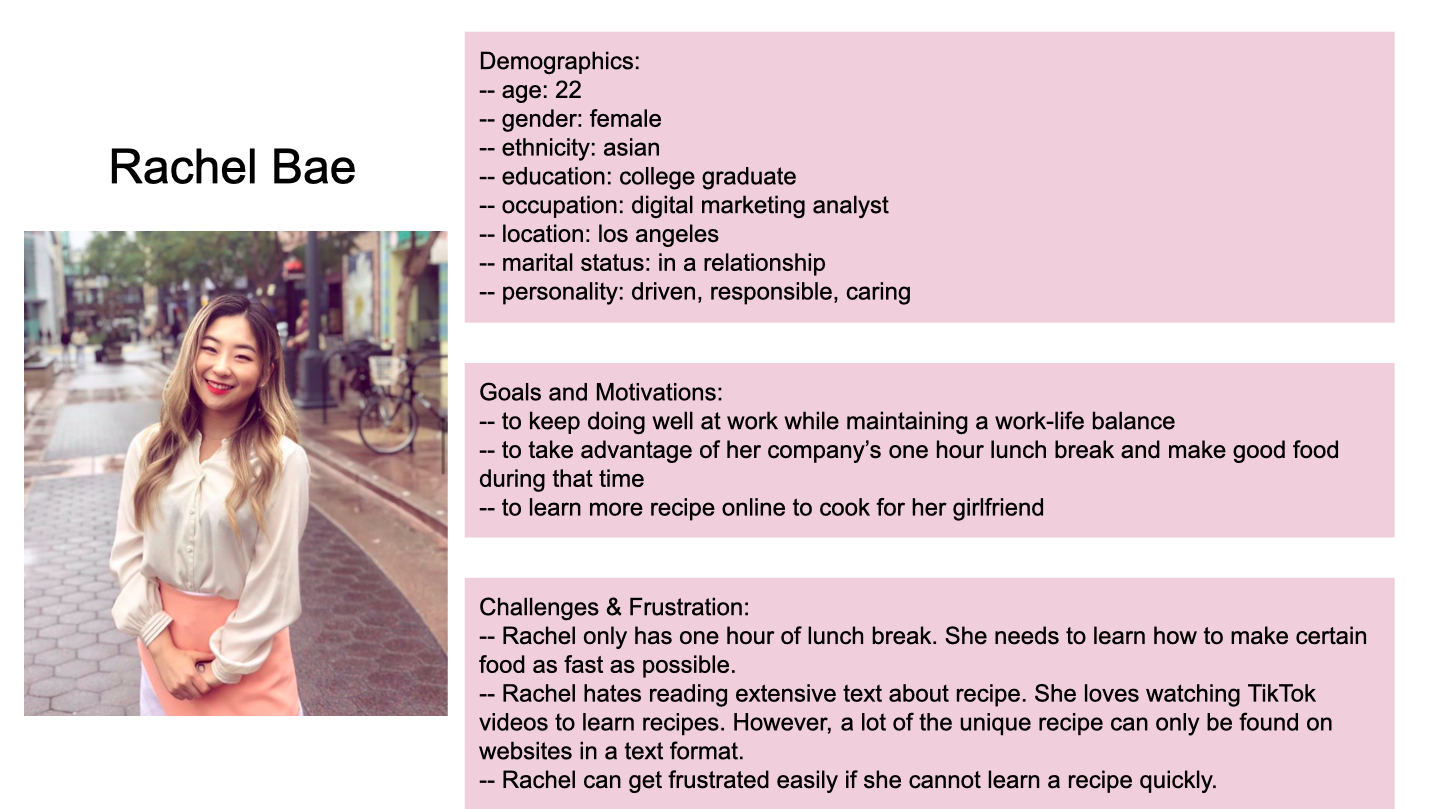 Rachel Bae
Demographics:
-- age: 22
-- gender: female
-- ethnicity: asian
-- education: college graduate
-- occupation: digital marketing analyst
-- location: los angeles
-- marital status: in a relationship
-- personality: driven, responsible, caring
Goals and Motivations:
-- to keep doing well at work while maintaining a work-life balance
-- to take advantage of her company’s one hour lunch break and make good food
during that time
-- to learn more recipe online to cook for her girlfriend
Challenges & Frustration:
-- Rachel only has one hour of lunch break. She needs to learn how to make certain
food as fast as possible.
-- Rachel hates reading extensive text about recipe. She loves watching TikTok
videos to learn recipes. However, a lot of the unique recipe can only be found on
websites in a text format.
-- Rachel can get frustrated easily if she cannot learn a recipe quickly.